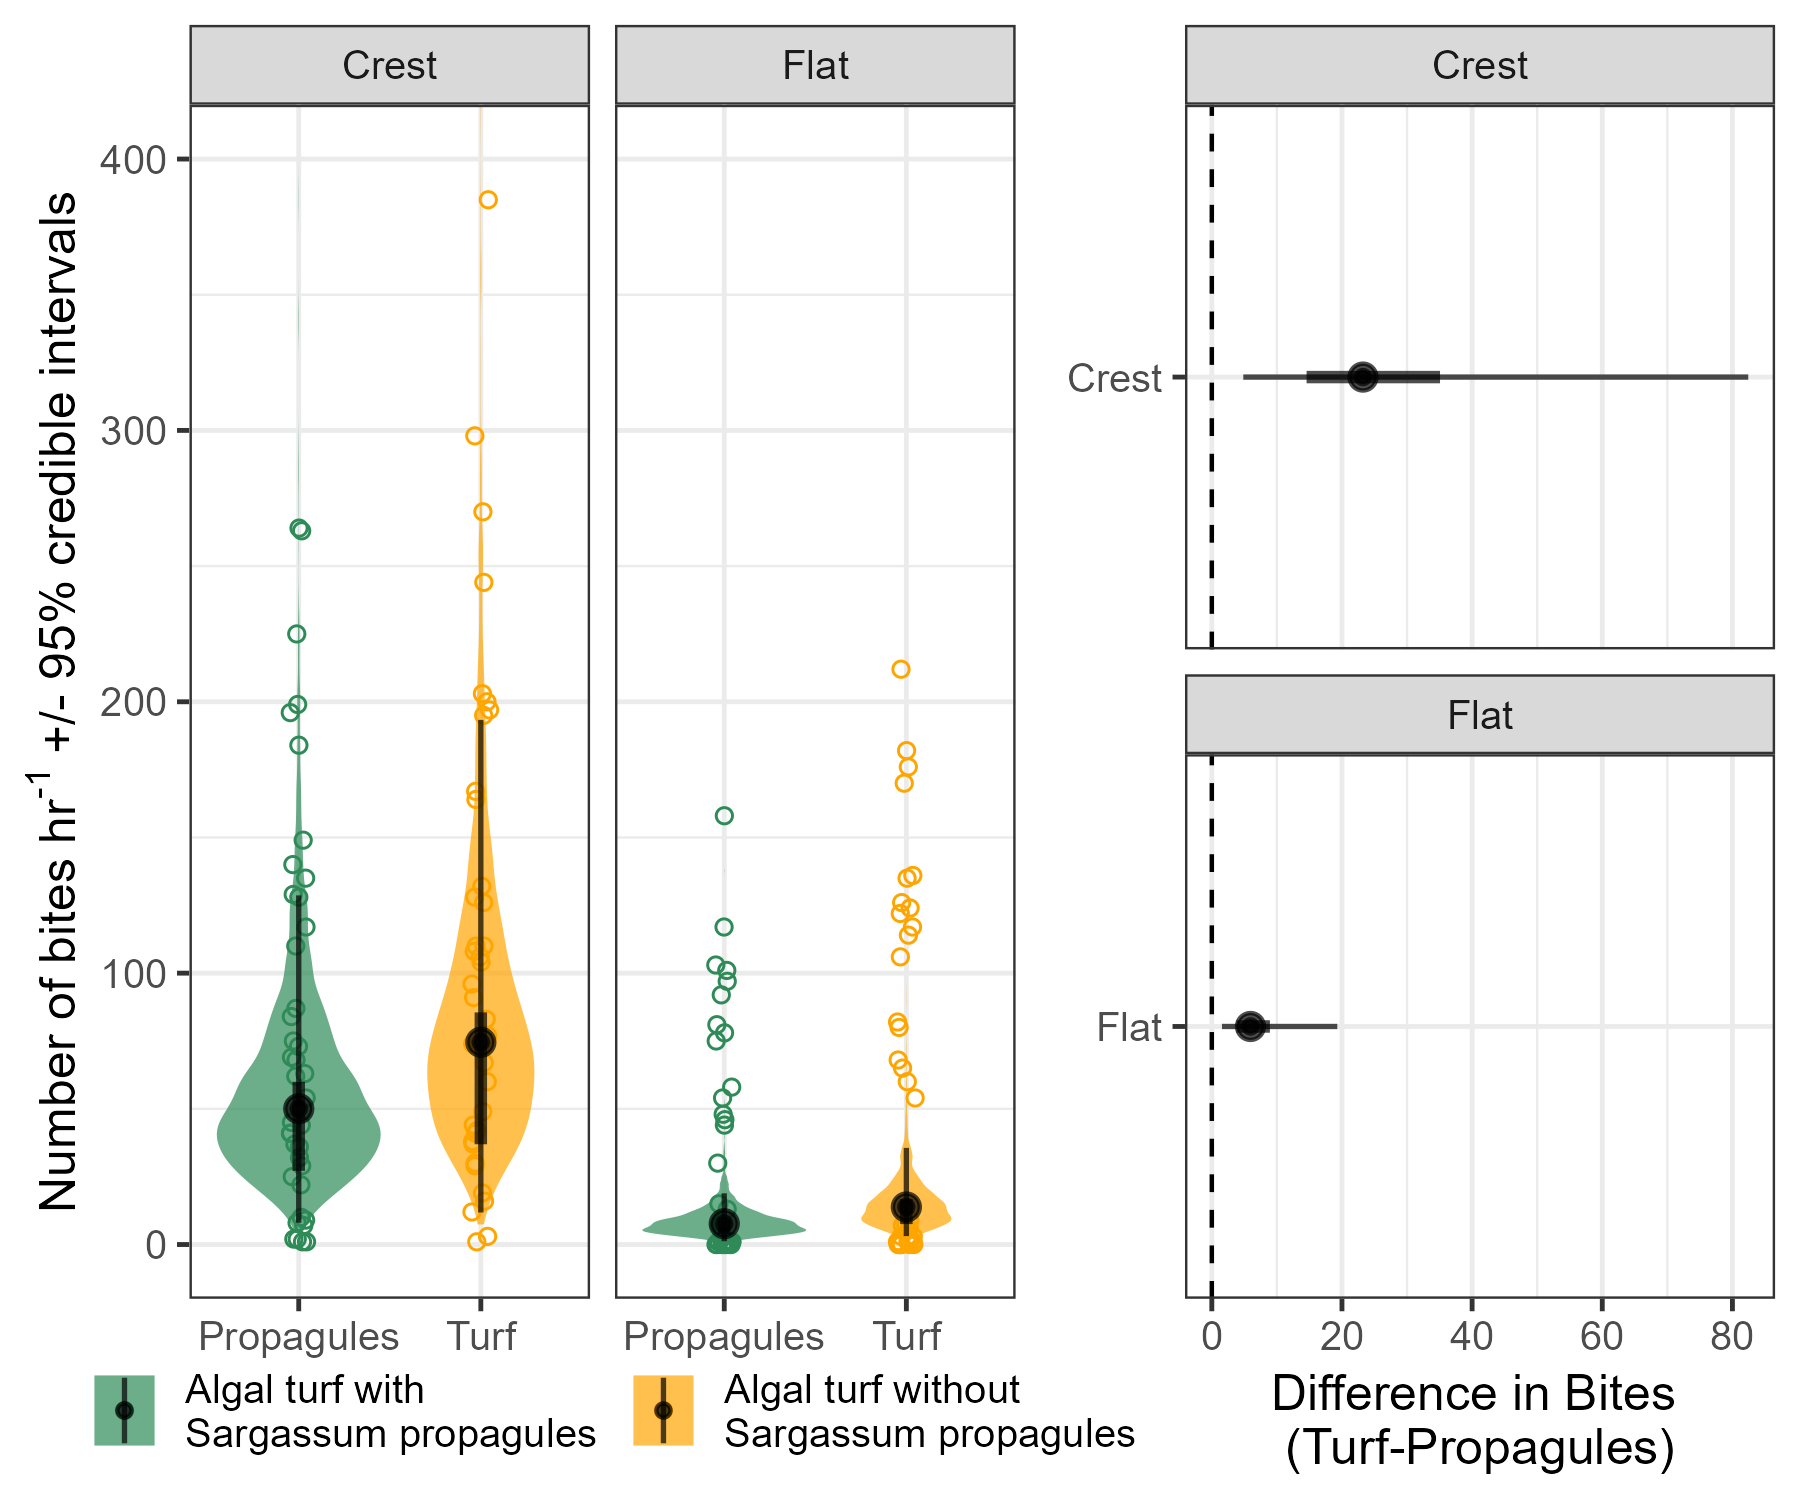 Crest
Flat
Number of bites hr-1 +/- 95% credible intervals
400
300
200
100
0
Propagules
Turf
Propagules
Turf
Algal turf with
Sargassum propagules
Algal turf without
Sargassum propagules
Crest
Crest
Flat
Flat
0
20
40
60
80
Difference in Bites
(Turf-Propagules)